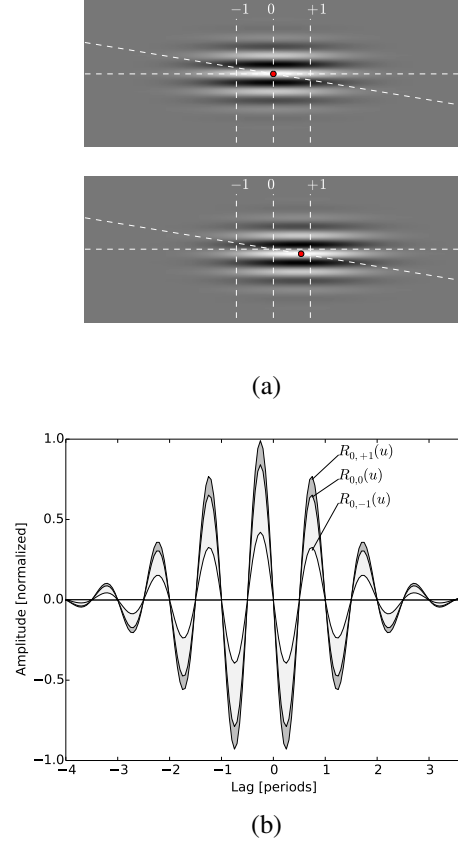 −1 0 +1
−1 0 +1
(a)
1.0
0.5
0.0
−0.5
−1.0
Amplitude [normalized]
R0,+1(u)
R0,0(u)
R0,−1(u)
−4 −3 −2 −1 0 1 2 3
Lag [periods]
(b)